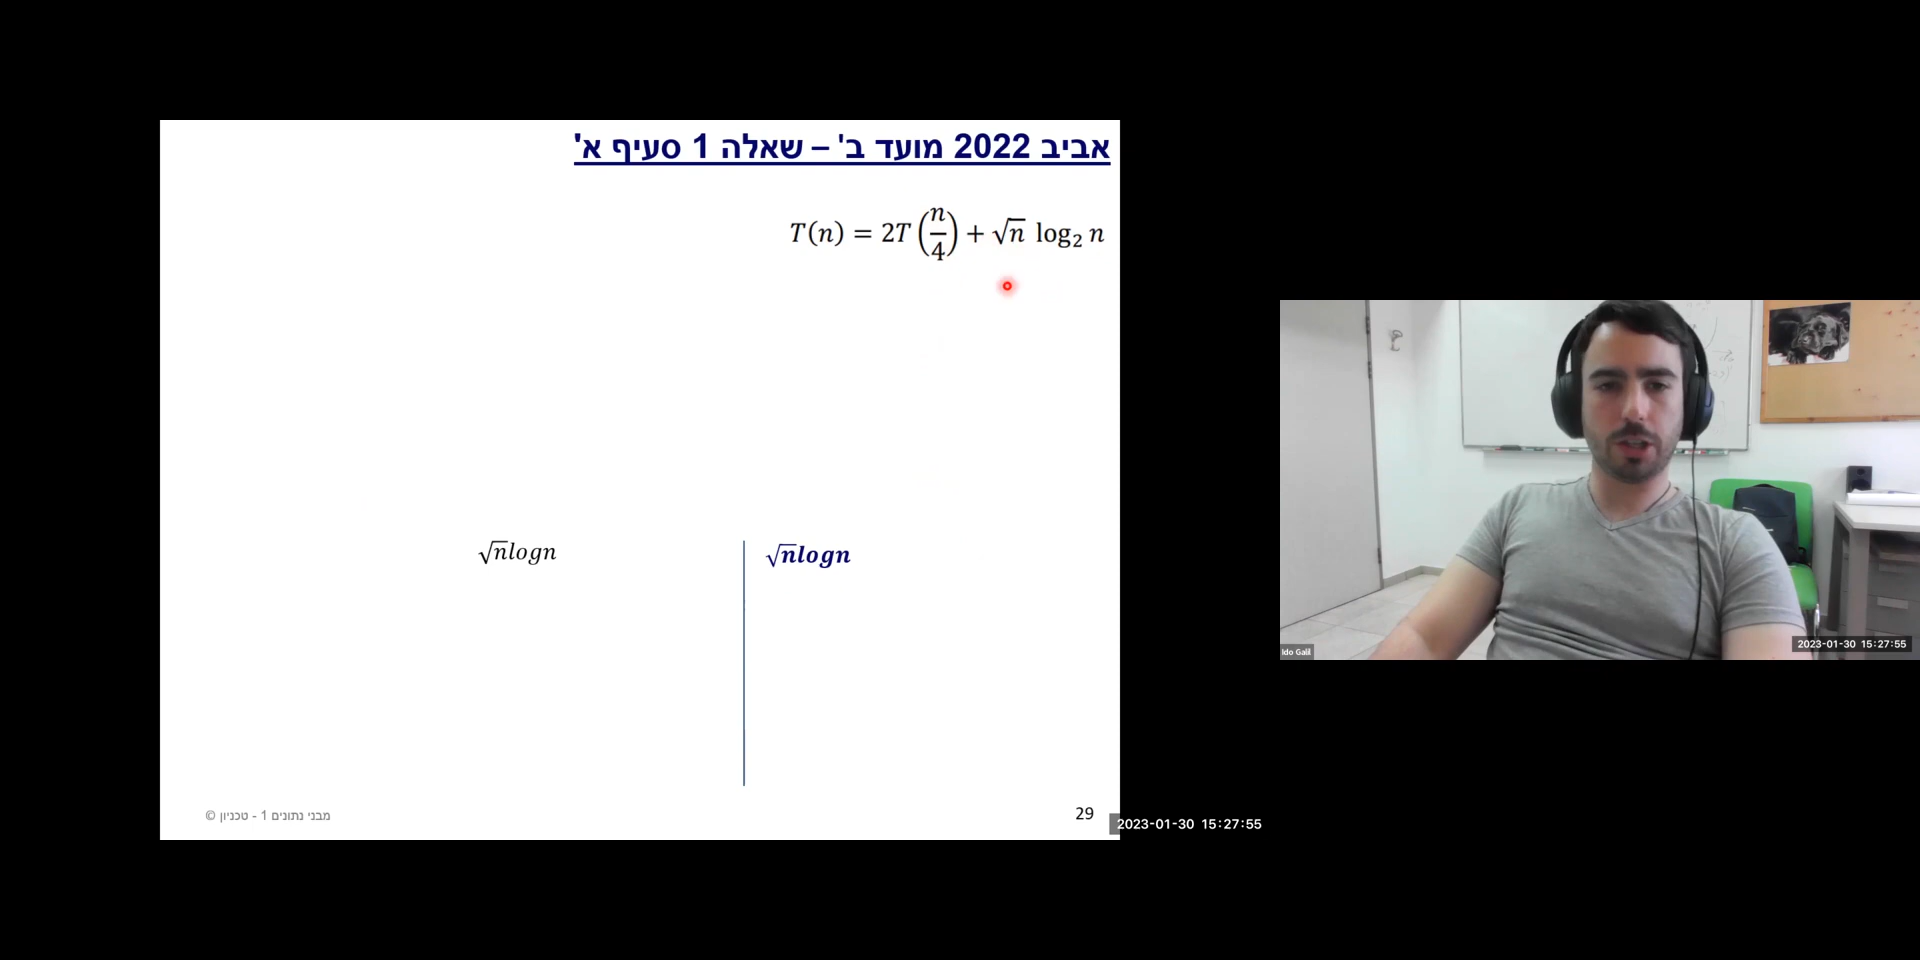 אביב 2022 מועד ב' – שאלה 1 סעיף א'
T(n) = 2T(n/4) + √n log₂ n
√nlogn
√nlogn
מבני נתונים 1 - טכניון ©
29
2023-01-30 15:27:55
Ido Galil
2023-01-30 15:27:55